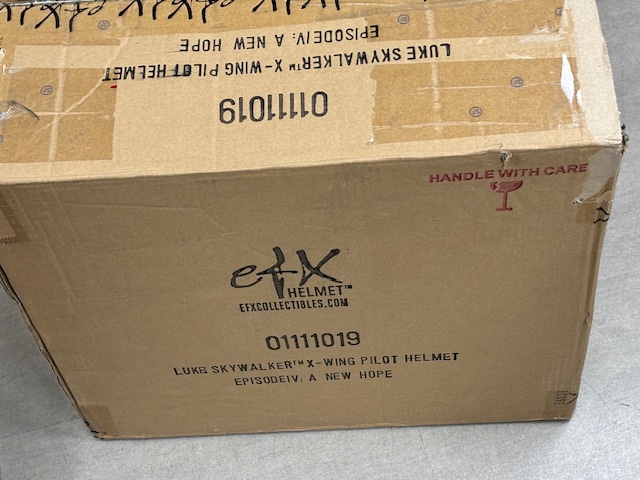 efx
LUKE SKYWALKER™ X-WING PILOT HELMET
EPISODEIV: A NEW HOPE
01111019
HANDLE WITH CARE
efx
HELMET™
EFXCOLLECTIBLES.COM
01111019
LUKE SKYWALKER™ X-WING PILOT HELMET
EPISODEIV: A NEW HOPE